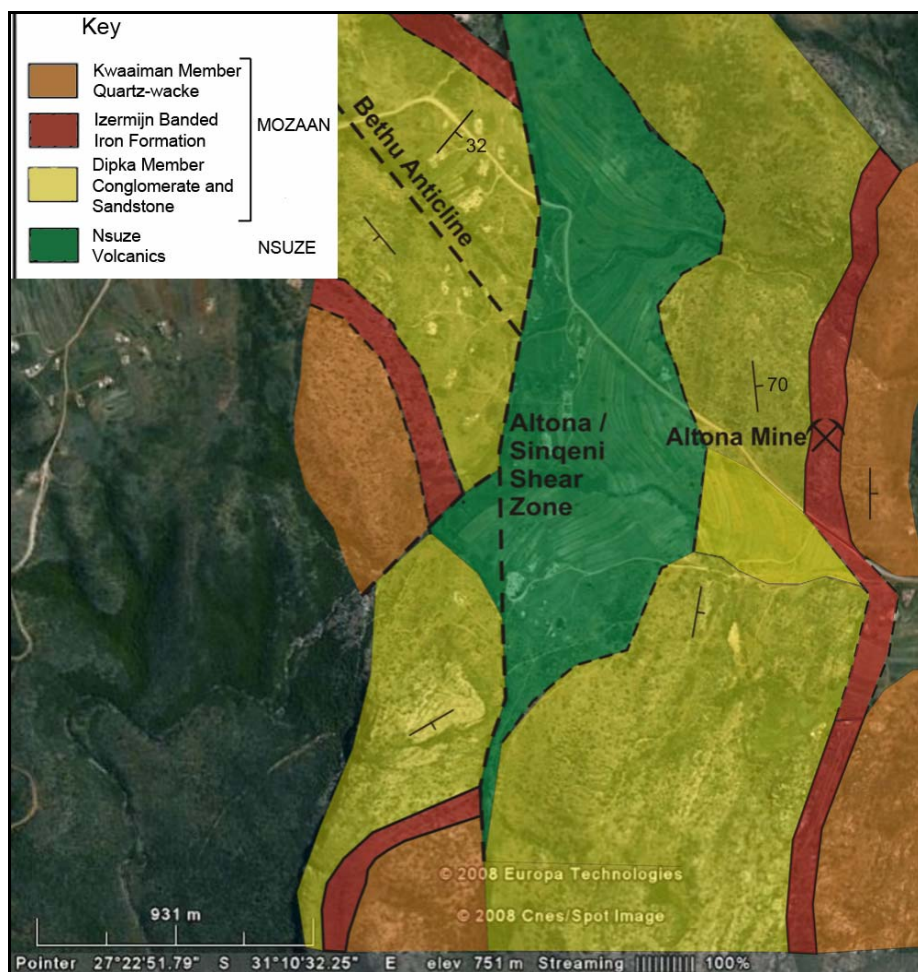 Key
Kwaaiman Member
Quartz-wacke
Izermijn Banded
Iron Formation
MOZAAN
Dipka Member
Conglomerate and
Sandstone
Nsuze
Volcanics
NSUZE
Bethu Anticline
32
70
Altona Mine
Altona /
Sinqeni
Shear
Zone
© 2008 Europa Technologies
931 m
© 2008 Cnes/Spot Image
Pointer 27°22'51.79" S 31°10'32.25" E elev 751 m Streaming |||||||||| 100%